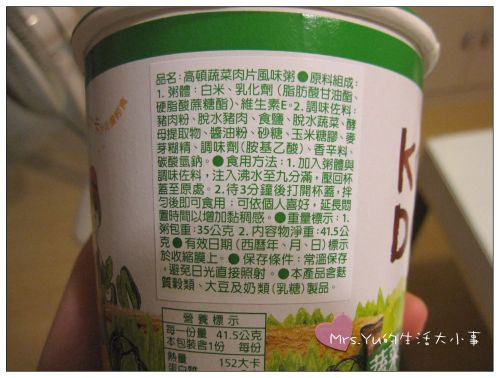 品名：高頓蔬菜肉片風味粥●原料組成：
1.粥體：白米、乳化劑（脂肪酸甘油酯、
硬脂酸蔗糖酯）、維生素E。2.調味佐料：
豬肉粉、脫水豬肉、食鹽、脫水蔬菜、酵
母提取物、醬油粉、砂糖、玉米糖膠、麥
芽糊精、調味劑（胺基乙酸）、香辛料、
碳酸氫鈉。●食用方法：1.加入粥體與
調味佐料，注入沸水至九分滿，壓回杯
蓋至原處。2.待3分鐘後打開杯蓋，拌
勻後即可食用；可依個人喜好，延長悶
置時間以增加黏稠感。●重量標示：1.
粥包重：35公克 2.內容物淨重：41.5公
克●有效日期（西曆年、月、日）標示
於收縮膜上。●保存條件：常溫保存
，避免日光直接照射。●本產品含麩
質穀類、大豆及奶類（乳糖）製品。
營養標示
每一份量 41.5公克
本包裝含1份 每份
熱量 152大卡
蛋白質
K
D
蔬菜
Mrs.Yu的生活大小事